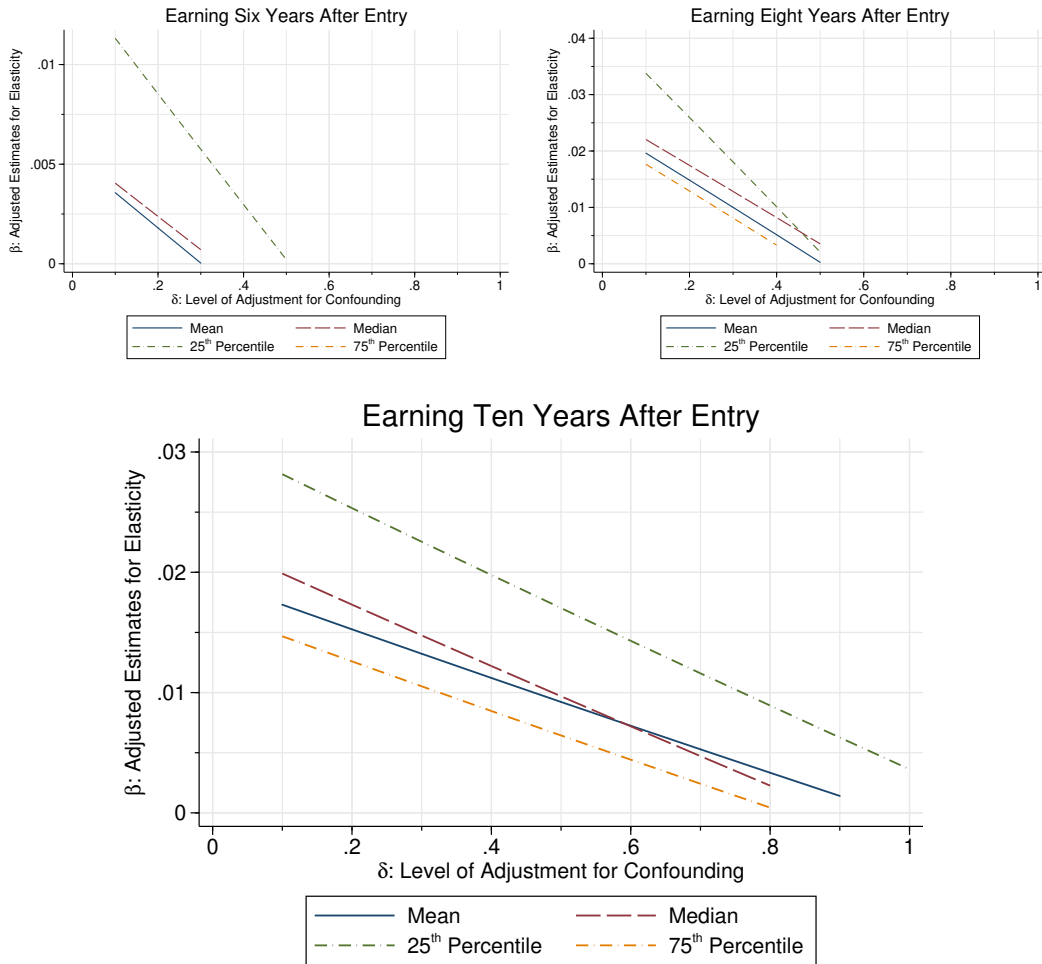 Earning Six Years After Entry
β: Adjusted Estimates for Elasticity
.01
.005
0
0 .2 .4 .6 .8 1
δ: Level of Adjustment for Confounding
Mean Median
25th Percentile 75th Percentile
Earning Eight Years After Entry
β: Adjusted Estimates for Elasticity
.04
.03
.02
.01
0
0 .2 .4 .6 .8 1
δ: Level of Adjustment for Confounding
Mean Median
25th Percentile 75th Percentile
Earning Ten Years After Entry
β: Adjusted Estimates for Elasticity
.03
.02
.01
0
0 .2 .4 .6 .8 1
δ: Level of Adjustment for Confounding
Mean Median
25th Percentile 75th Percentile